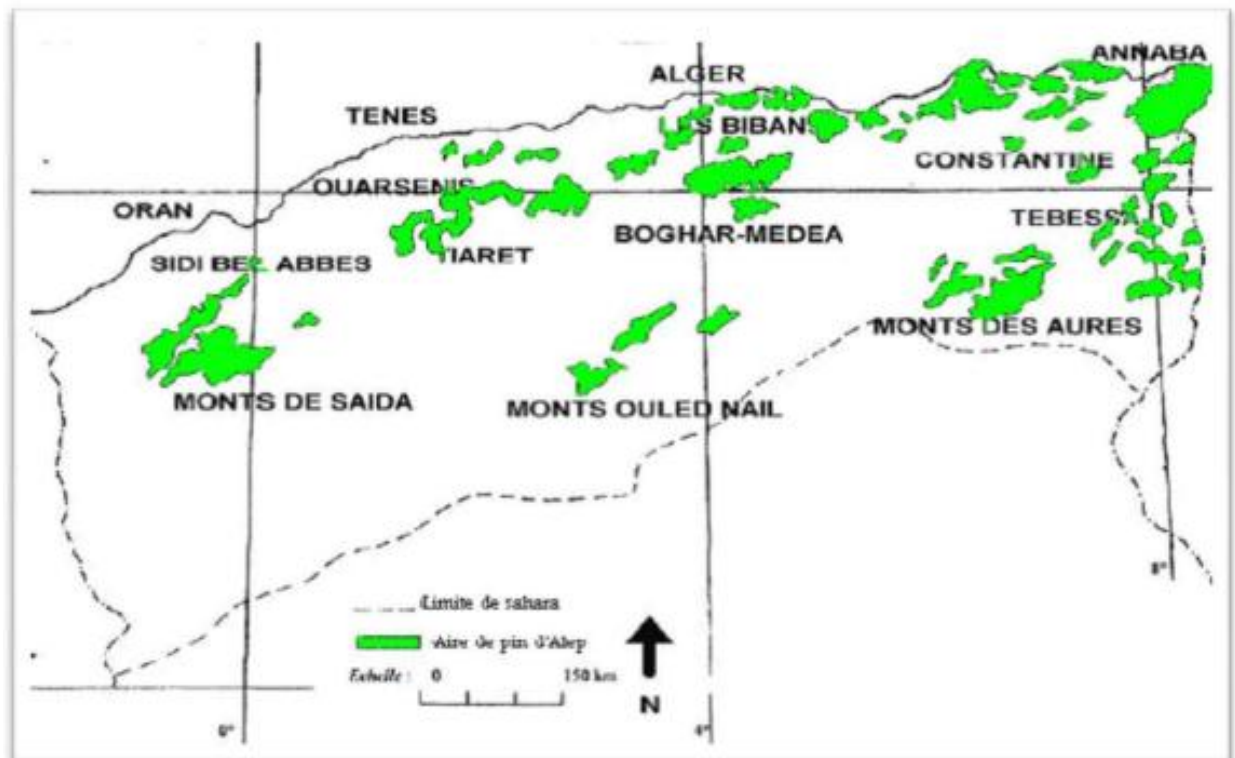 ANNABA
ALGER
TENES
LES BIBANS
CONSTANTINE
OUARSENIS
ORAN
TEBESSA
BOGHAR-MEDEA
TIARET
SIDI BEL ABBES
MONTS DES AURES
MONTS DE SAIDA
MONTS OULED NAIL
8°
Limite de sahara
Aire de pin d'Alep
Echelle : 0 150 km
N
0°
4°